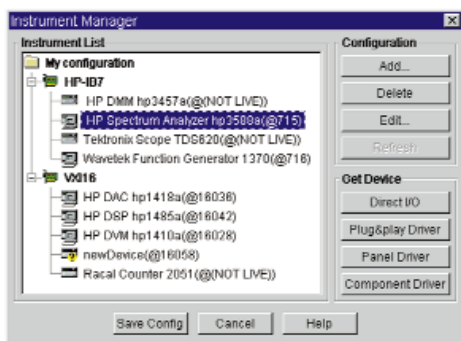 Instrument Manager
Instrument List
My configuration
HP-IB7
HP DMM hp3457a(@(NOT LIVE))
HP Spectrum Analyzer hp3588a(@715)
Tektronix Scope TDS620(@(NOT LIVE))
Wavetek Function Generator 1370(@716)
VXI16
HP DAC hp1418a(@16036)
HP DSP hp1485a(@16042)
HP DVM hp1410a(@16028)
newDevice(@16058)
Racal Counter 2051(@(NOT LIVE))
Configuration
Add...
Delete
Edit...
Refresh
Get Device
Direct I/O
Plug&play Driver
Panel Driver
Component Driver
Save Config
Cancel
Help